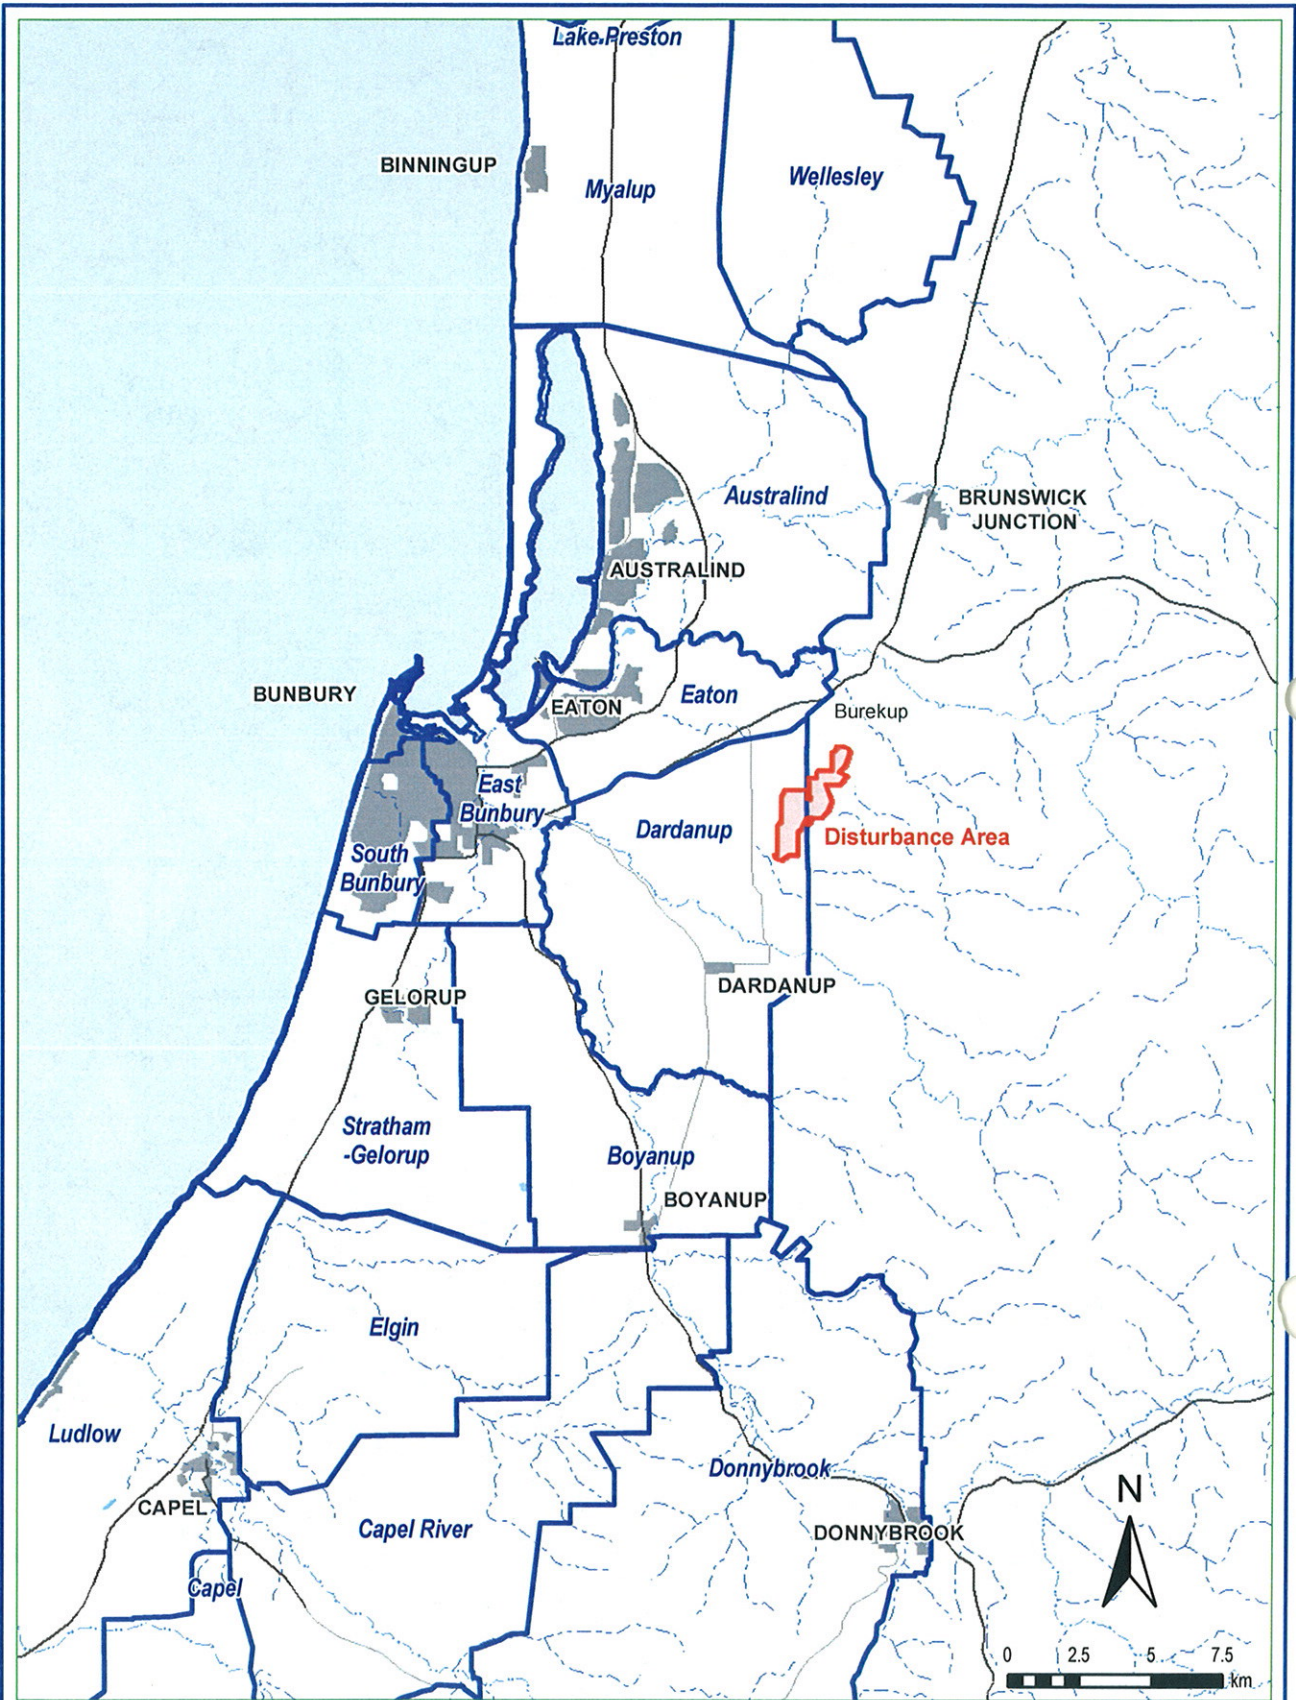 Lake Preston
BINNINGUP
Myalup
Wellesley
Australind
BRUNSWICK
JUNCTION
AUSTRALIND
BUNBURY
EATON
Eaton
Burekup
East
Bunbury
Dardanup
Disturbance Area
South
Bunbury
DARDANUP
GELORUP
Stratham
-Gelorup
Boyanup
BOYANUP
Elgin
Ludlow
Donnybrook
CAPEL
Capel River
DONNYBROOK
N
Capel
0 2.5 5 7.5
km